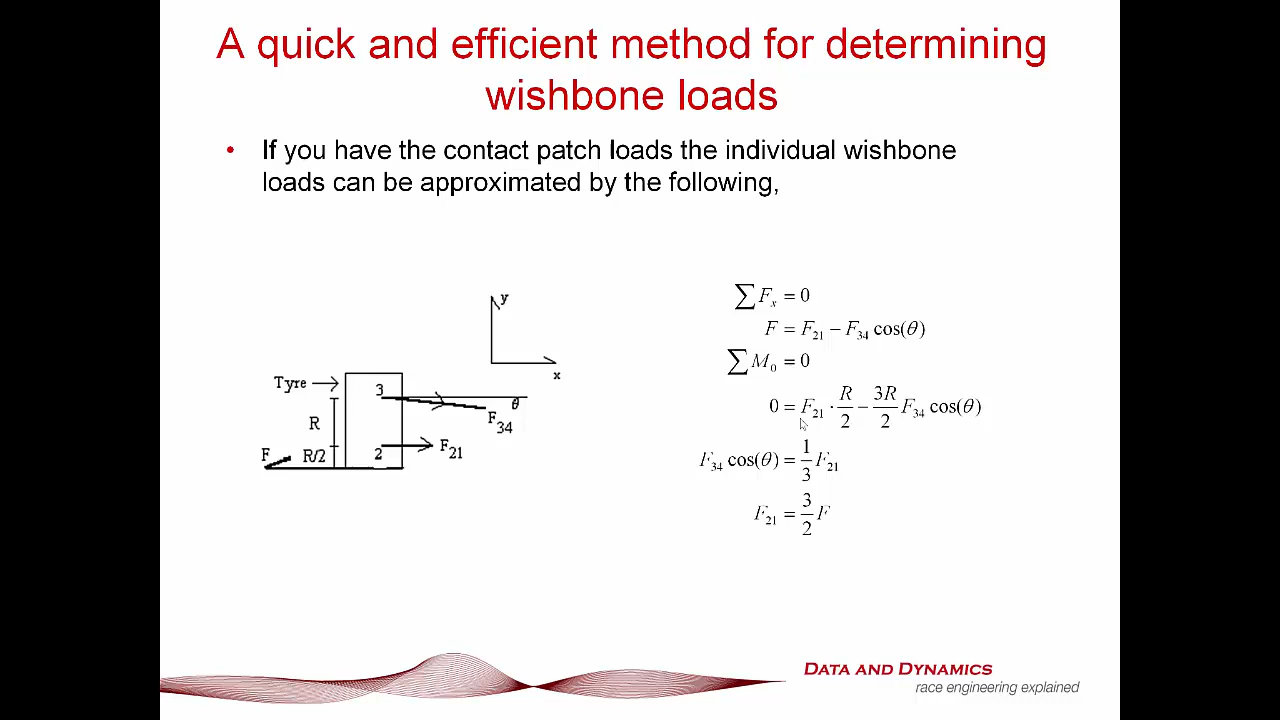 A quick and efficient method for determining
wishbone loads
• If you have the contact patch loads the individual wishbone
loads can be approximated by the following,
y
x
Tyre
3
θ
F34
R
2
F21
F
R/2
∑ Fx = 0
F = F21 − F34 cos(θ)
∑ M0 = 0
0 = F21 · R/2 − 3R/2 F34 cos(θ)
F34 cos(θ) = 1/3 F21
F21 = 3/2 F
DATA AND DYNAMICS
race engineering explained